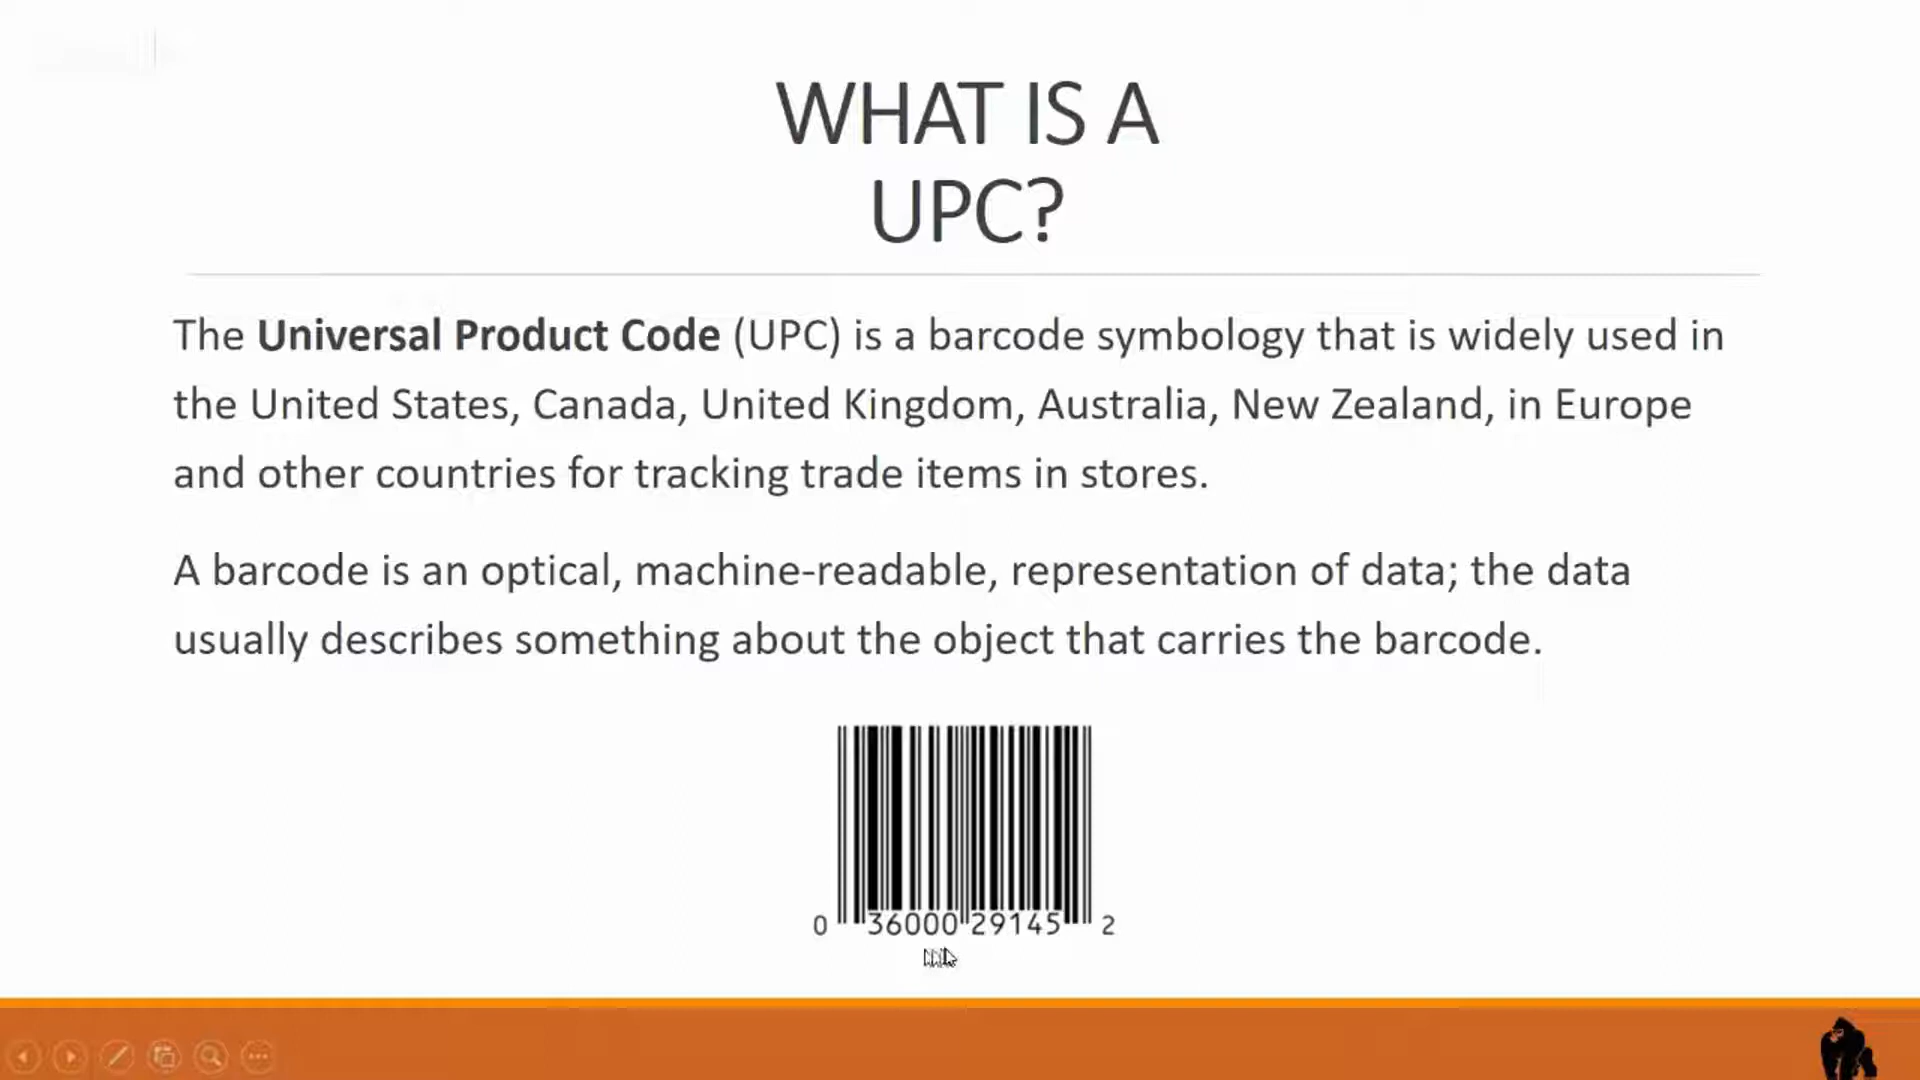 WHAT IS A
UPC?
The Universal Product Code (UPC) is a barcode symbology that is widely used in
the United States, Canada, United Kingdom, Australia, New Zealand, in Europe
and other countries for tracking trade items in stores.
A barcode is an optical, machine-readable, representation of data; the data
usually describes something about the object that carries the barcode.
0 36000 29145 2